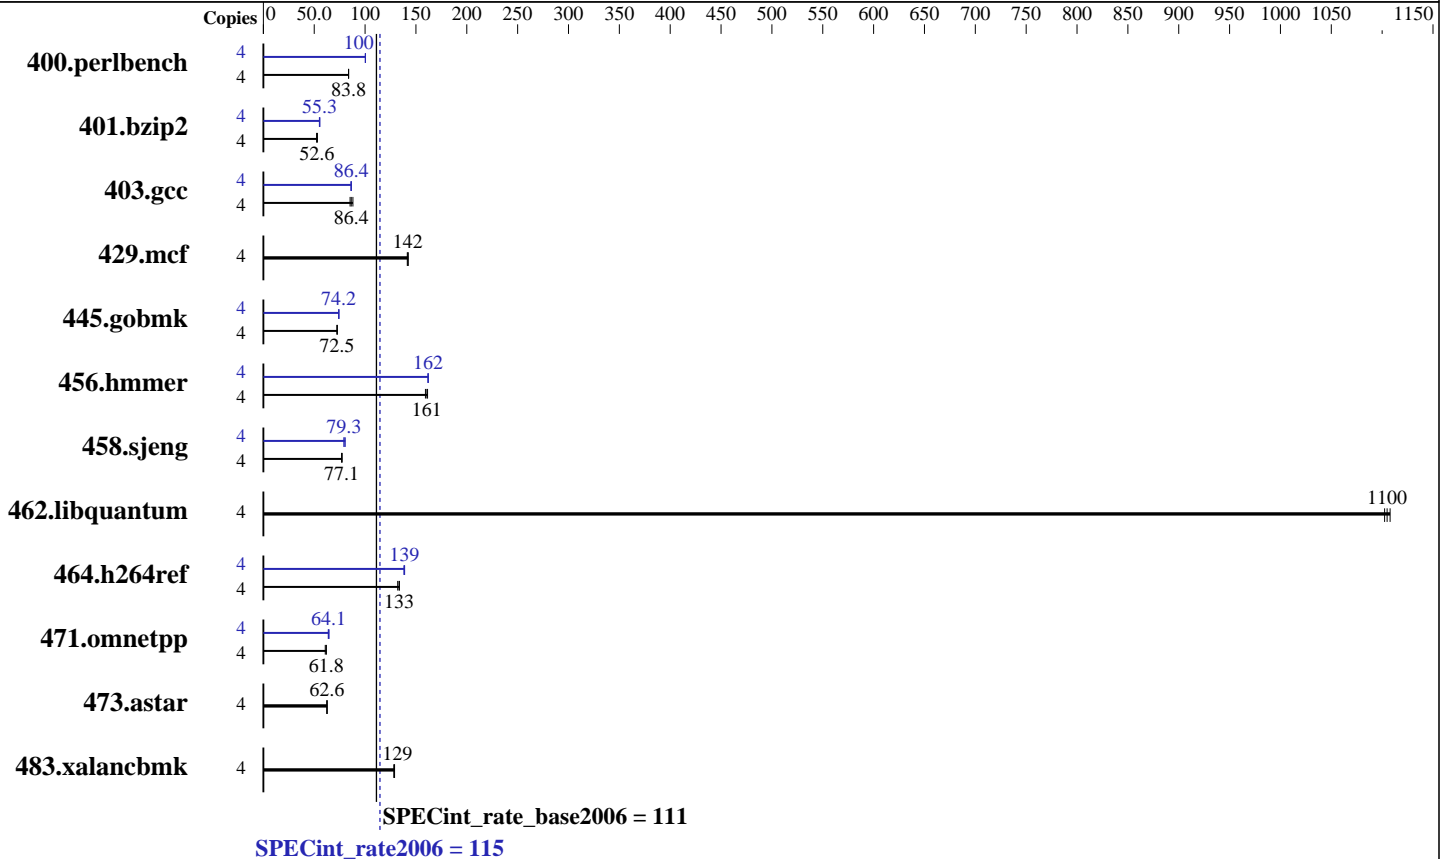 Copies 0 50.0 100 150 200 250 300 350 400 450 500 550 600 650 700 750 800 850 900 950 1000 1050 1150
400.perlbench 4 100
4 83.8
401.bzip2 4 55.3
4 52.6
403.gcc 4 86.4
4 86.4
429.mcf 4 142
445.gobmk 4 74.2
4 72.5
456.hmmer 4 162
4 161
458.sjeng 4 79.3
4 77.1
462.libquantum 4 1100
464.h264ref 4 139
4 133
471.omnetpp 4 64.1
4 61.8
473.astar 4 62.6
483.xalancbmk 4 129
SPECint_rate_base2006 = 111
SPECint_rate2006 = 115